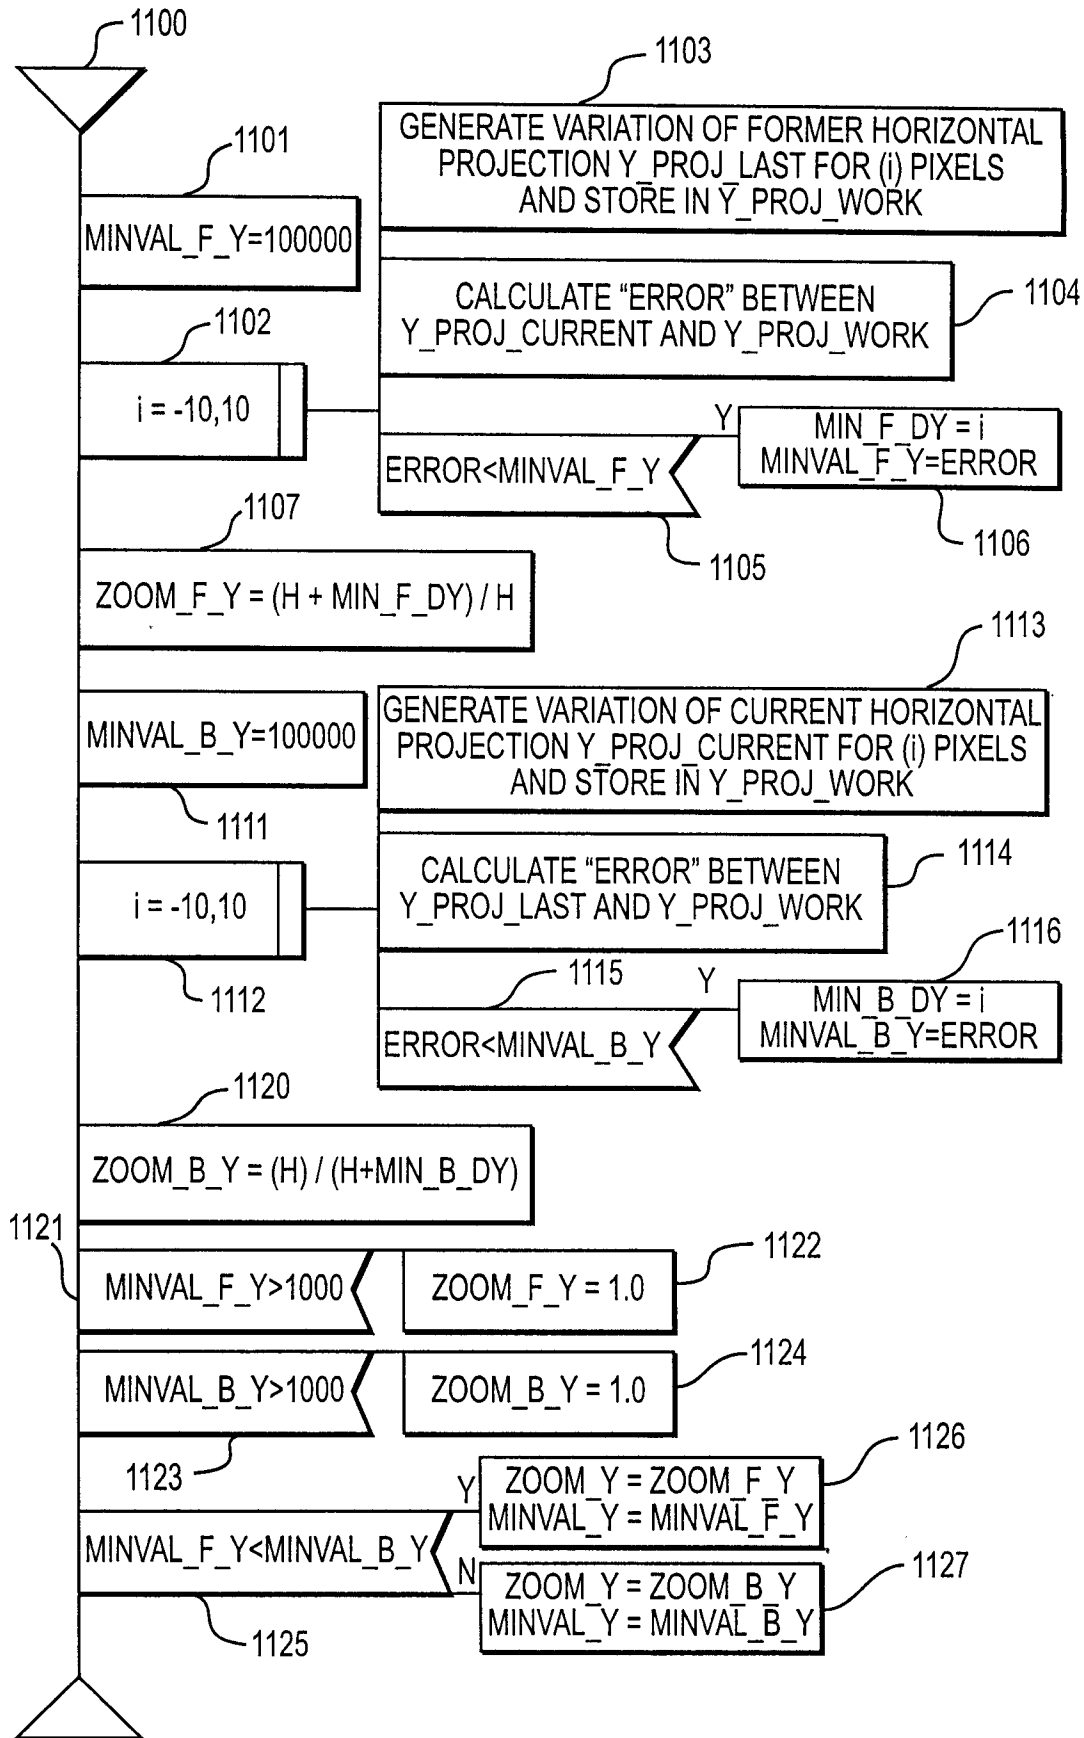 1100
1103
GENERATE VARIATION OF FORMER HORIZONTAL
PROJECTION Y_PROJ_LAST FOR (i) PIXELS
AND STORE IN Y_PROJ_WORK
1101
MINVAL_F_Y=100000
CALCULATE “ERROR” BETWEEN
Y_PROJ_CURRENT AND Y_PROJ_WORK
1104
1102
i = -10,10
ERROR<MINVAL_F_Y
Y
MIN_F_DY = i
MINVAL_F_Y=ERROR
1105
1106
1107
ZOOM_F_Y = (H + MIN_F_DY) / H
1113
GENERATE VARIATION OF CURRENT HORIZONTAL
PROJECTION Y_PROJ_CURRENT FOR (i) PIXELS
AND STORE IN Y_PROJ_WORK
MINVAL_B_Y=100000
1111
CALCULATE “ERROR” BETWEEN
Y_PROJ_LAST AND Y_PROJ_WORK
1114
i = -10,10
1112
1115
ERROR<MINVAL_B_Y
Y
1116
MIN_B_DY = i
MINVAL_B_Y=ERROR
1120
ZOOM_B_Y = (H) / (H+MIN_B_DY)
1121
MINVAL_F_Y>1000
ZOOM_F_Y = 1.0
1122
MINVAL_B_Y>1000
ZOOM_B_Y = 1.0
1124
1123
MINVAL_F_Y<MINVAL_B_Y
1125
Y
ZOOM_Y = ZOOM_F_Y
MINVAL_Y = MINVAL_F_Y
1126
N
ZOOM_Y = ZOOM_B_Y
MINVAL_Y = MINVAL_B_Y
1127